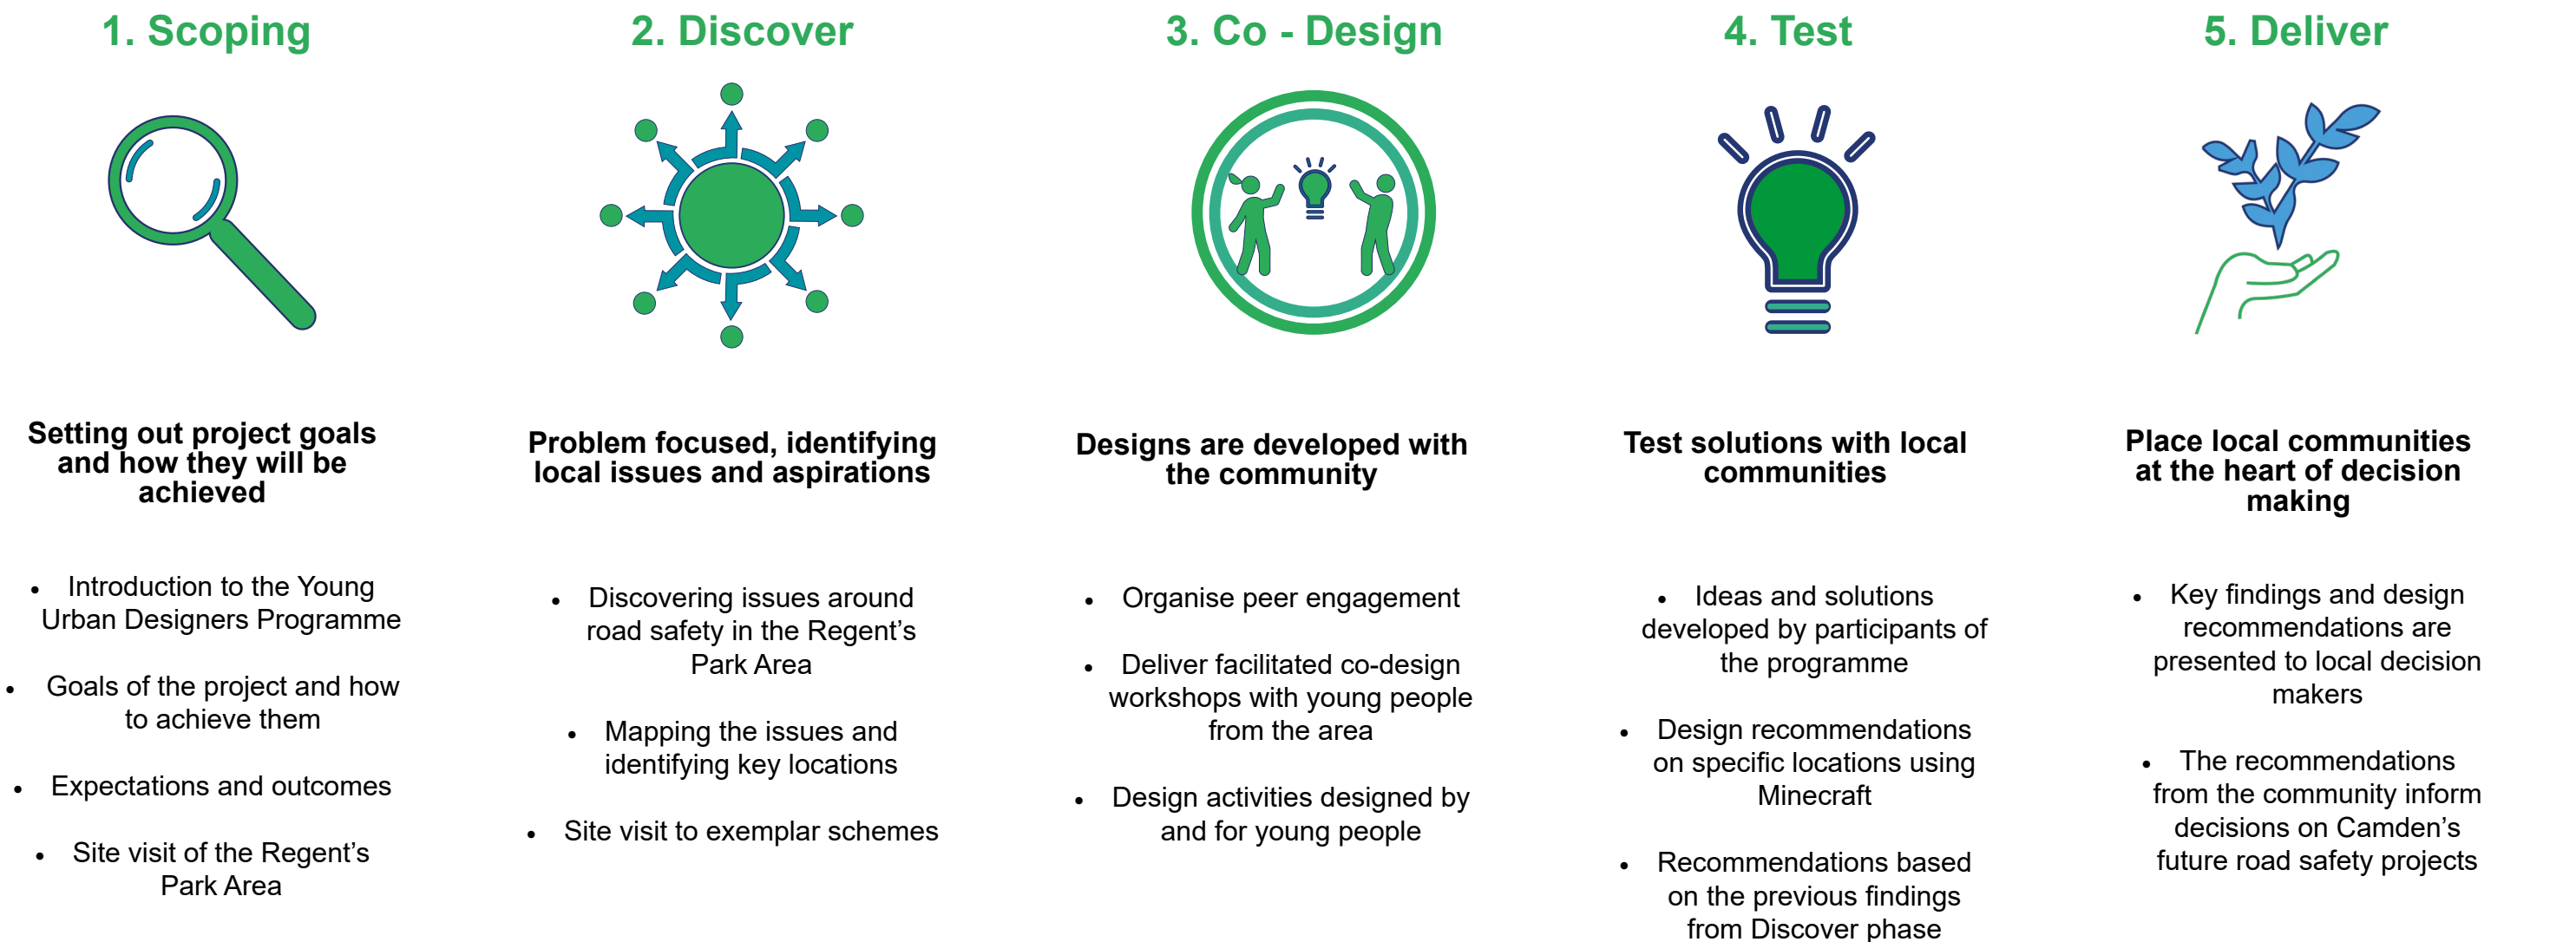 1. Scoping
Setting out project goals
and how they will be
achieved
• Introduction to the Young
Urban Designers Programme
• Goals of the project and how
to achieve them
• Expectations and outcomes
• Site visit of the Regent’s
Park Area
2. Discover
Problem focused, identifying
local issues and aspirations
• Discovering issues around
road safety in the Regent’s
Park Area
• Mapping the issues and
identifying key locations
• Site visit to exemplar schemes
3. Co - Design
Designs are developed with
the community
• Organise peer engagement
• Deliver facilitated co-design
workshops with young people
from the area
• Design activities designed by
and for young people
4. Test
Test solutions with local
communities
• Ideas and solutions
developed by participants of
the programme
• Design recommendations
on specific locations using
Minecraft
• Recommendations based
on the previous findings
from Discover phase
5. Deliver
Place local communities
at the heart of decision
making
• Key findings and design
recommendations are
presented to local decision
makers
• The recommendations
from the community inform
decisions on Camden’s
future road safety projects